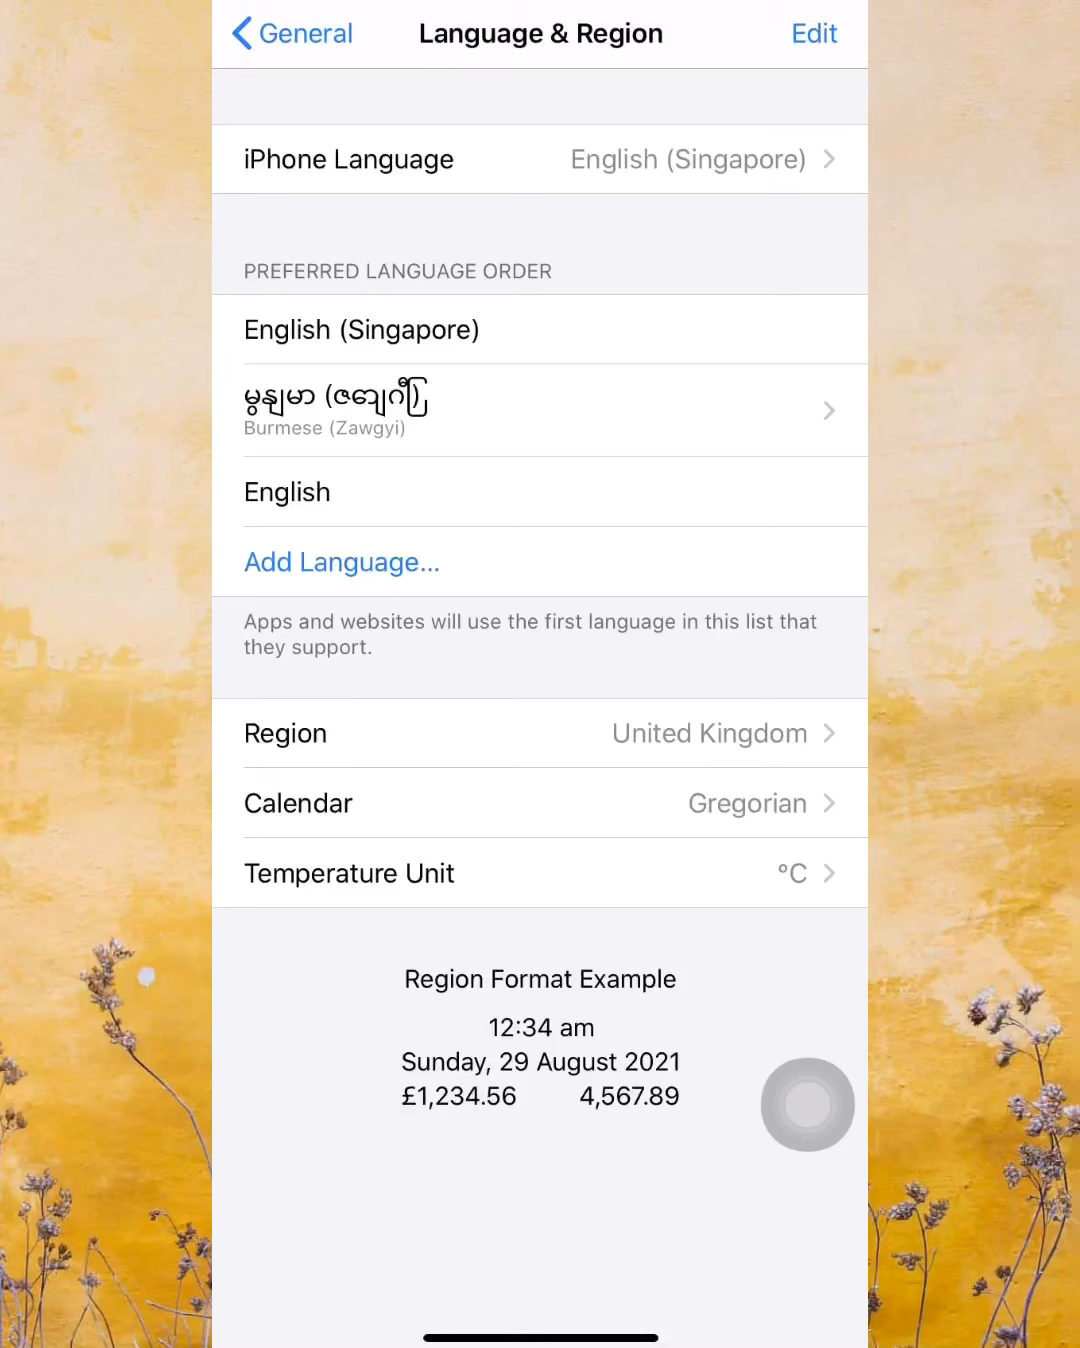 General
Language & Region
Edit
iPhone Language
English (Singapore)
PREFERRED LANGUAGE ORDER
English (Singapore)
မွနျမာ (ဇောျဂြီ)
Burmese (Zawgyi)
English
Add Language...
Apps and websites will use the first language in this list that
they support.
Region
United Kingdom
Calendar
Gregorian
Temperature Unit
°C
Region Format Example
12:34 am
Sunday, 29 August 2021
£1,234.56 4,567.89